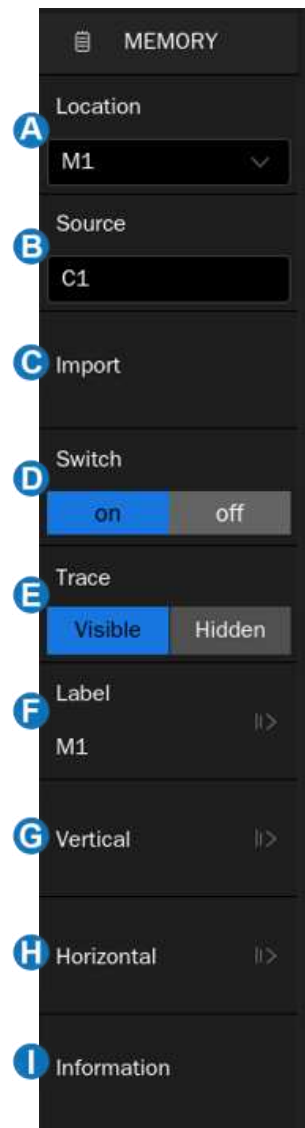 MEMORY
Location
A
M1
Source
B
C1
C Import
Switch
D
on off
Trace
E
Visible Hidden
Label
F
M1
G Vertical
H Horizontal
I Information